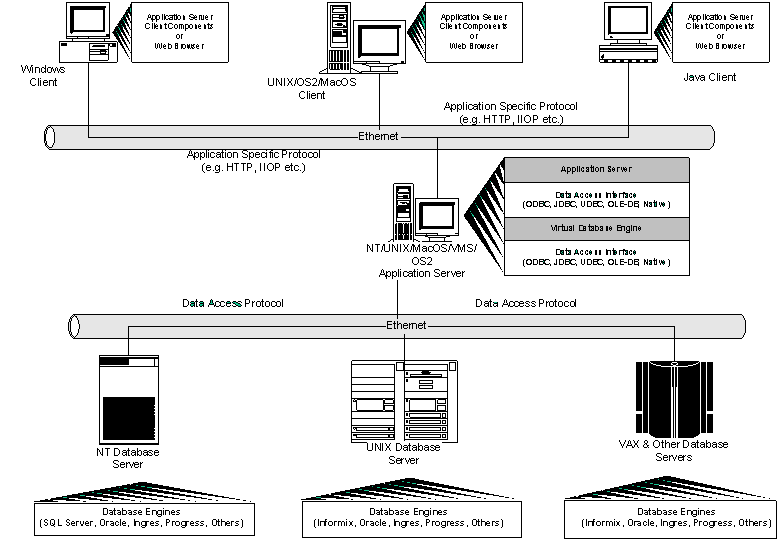 Application Server
Client Components
or
Web Browser
Application Server
Client Components
or
Web Browser
Application Server
Client Components
or
Web Browser
Windows
Client
UNIX/OS2/MacOS
Client
Java Client
Application Specific Protocol
(e.g. HTTP, IIOP etc.)
Ethernet
Application Specific Protocol
(e.g. HTTP, IIOP etc.)
Application Server
Data Access Interface
(ODBC, JDBC, UDBC, OLE-DB, Native)
Virtual Database Engine
Data Access Interface
(ODBC, JDBC, UDBC, OLE-DB, Native)
NT/UNIX/MacOS/VMS/
OS2
Application Server
Data Access Protocol
Data Access Protocol
Ethernet
NT Database
Server
UNIX Database
Server
VAX & Other Database
Servers
Database Engines
(SQL Server, Oracle, Ingres, Progress, Others)
Database Engines
(Informix, Oracle, Ingres, Progress, Others)
Database Engines
(Informix, Oracle, Ingres, Progress, Others)